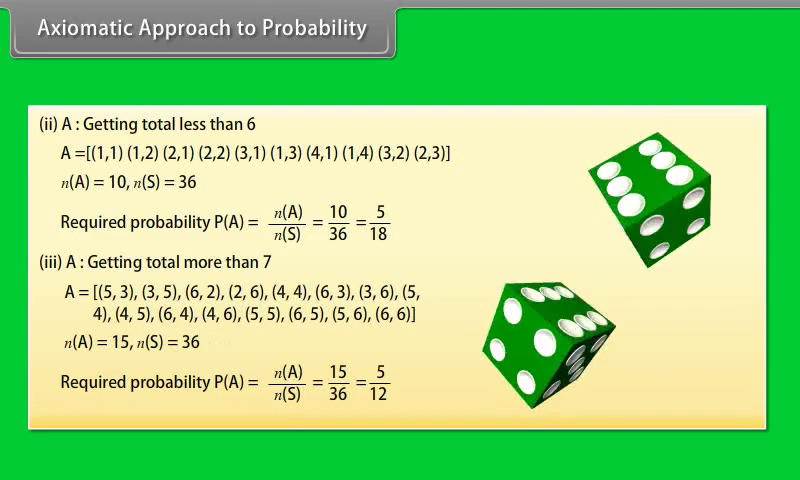 Axiomatic Approach to Probability
(ii) A : Getting total less than 6
A =[(1,1) (1,2) (2,1) (2,2) (3,1) (1,3) (4,1) (1,4) (3,2) (2,3)]
n(A) = 10, n(S) = 36
Required probability P(A) = n(A)/n(S) = 10/36 = 5/18
(iii) A : Getting total more than 7
A = [(5, 3), (3, 5), (6, 2), (2, 6), (4, 4), (6, 3), (3, 6), (5,
4), (4, 5), (6, 4), (4, 6), (5, 5), (6, 5), (5, 6), (6, 6)]
n(A) = 15, n(S) = 36
Required probability P(A) = n(A)/n(S) = 15/36 = 5/12